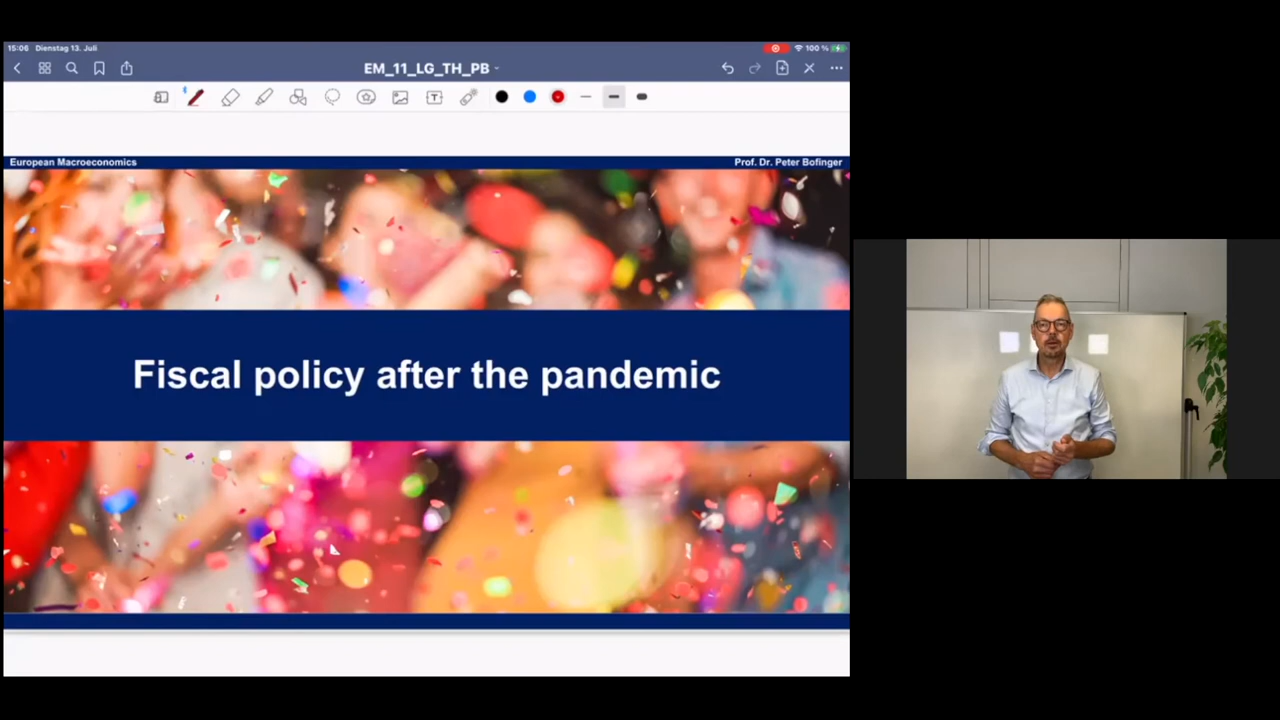 15:06 Dienstag 13. Juli
100 %
EM_11_LG_TH_PB
T
European Macroeconomics
Prof. Dr. Peter Bofinger
Fiscal policy after the pandemic